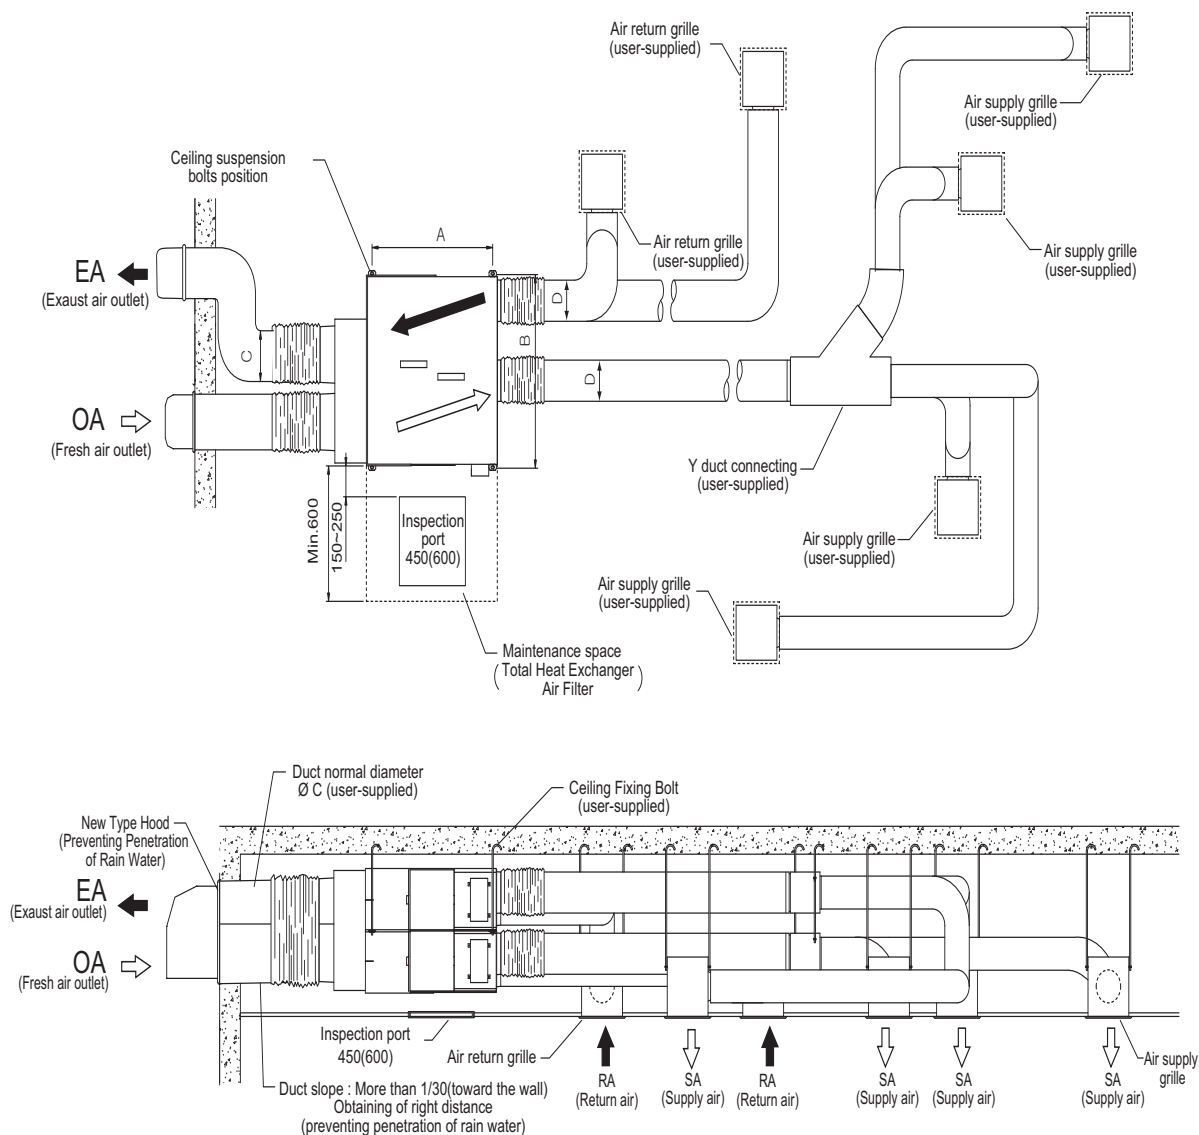 Air return grille
(user-supplied)
Air supply grille
(user-supplied)
Ceiling suspension
bolts position
A
Air return grille
(user-supplied)
Air supply grille
(user-supplied)
EA
(Exaust air outlet)
D
B
C
D
OA
(Fresh air outlet)
Y duct connecting
(user-supplied)
Min.600
150~250
Inspection
port
450(600)
Air supply grille
(user-supplied)
Air supply grille
(user-supplied)
Maintenance space
( Total Heat Exchanger )
Air Filter
Duct normal diameter
Ø C (user-supplied)
Ceiling Fixing Bolt
(user-supplied)
New Type Hood
(Preventing Penetration
of Rain Water)
EA
(Exaust air outlet)
OA
(Fresh air outlet)
Inspection port
450(600)
Air return grille
Air supply
grille
RA
(Return air)
SA
(Supply air)
RA
(Return air)
SA
(Supply air)
SA
(Supply air)
SA
(Supply air)
Duct slope : More than 1/30(toward the wall)
Obtaining of right distance
(preventing penetration of rain water)